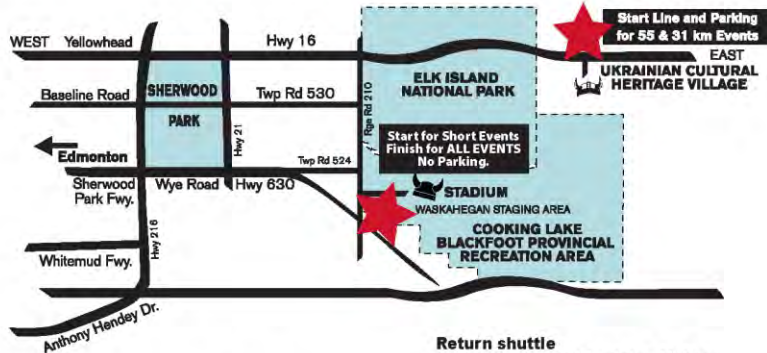 Start Line and Parking
for 55 & 31 km Events
WEST Yellowhead Hwy 16 EAST
UKRAINIAN CULTURAL
HERITAGE VILLAGE
ELK ISLAND
NATIONAL PARK
SHERWOOD
PARK
Baseline Road Twp Rd 530
Rge Rd 210
Hwy 21
Start for Short Events
Finish for ALL EVENTS
No Parking.
Edmonton
Twp Rd 524
Sherwood
Park Fwy.
Wye Road Hwy 630
STADIUM
WASKAHEGAN STAGING AREA
COOKING LAKE
BLACKFOOT PROVINCIAL
RECREATION AREA
Hwy 216
Whitemud Fwy.
Anthony Hendey Dr.
Return shuttle